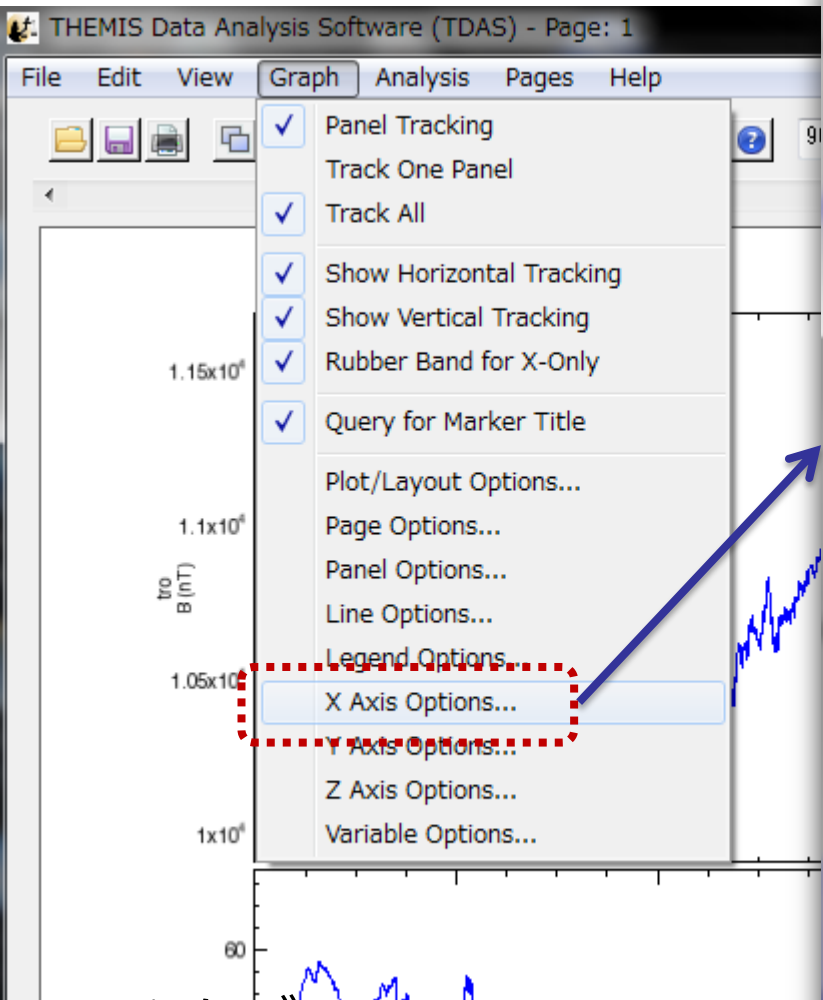 THEMIS Data Analysis Software (TDAS) - Page: 1
File Edit View Graph Analysis Pages Help
Panel Tracking
Track One Panel
Track All
Show Horizontal Tracking
Show Vertical Tracking
Rubber Band for X-Only
Query for Marker Title
Plot/Layout Options...
Page Options...
Panel Options...
Line Options...
Legend Options...
X Axis Options...
Y Axis Options...
Z Axis Options...
Variable Options...
1.15x10⁴
1.1x10⁴
tro
B (nT)
1.05x10
1x10⁴
60